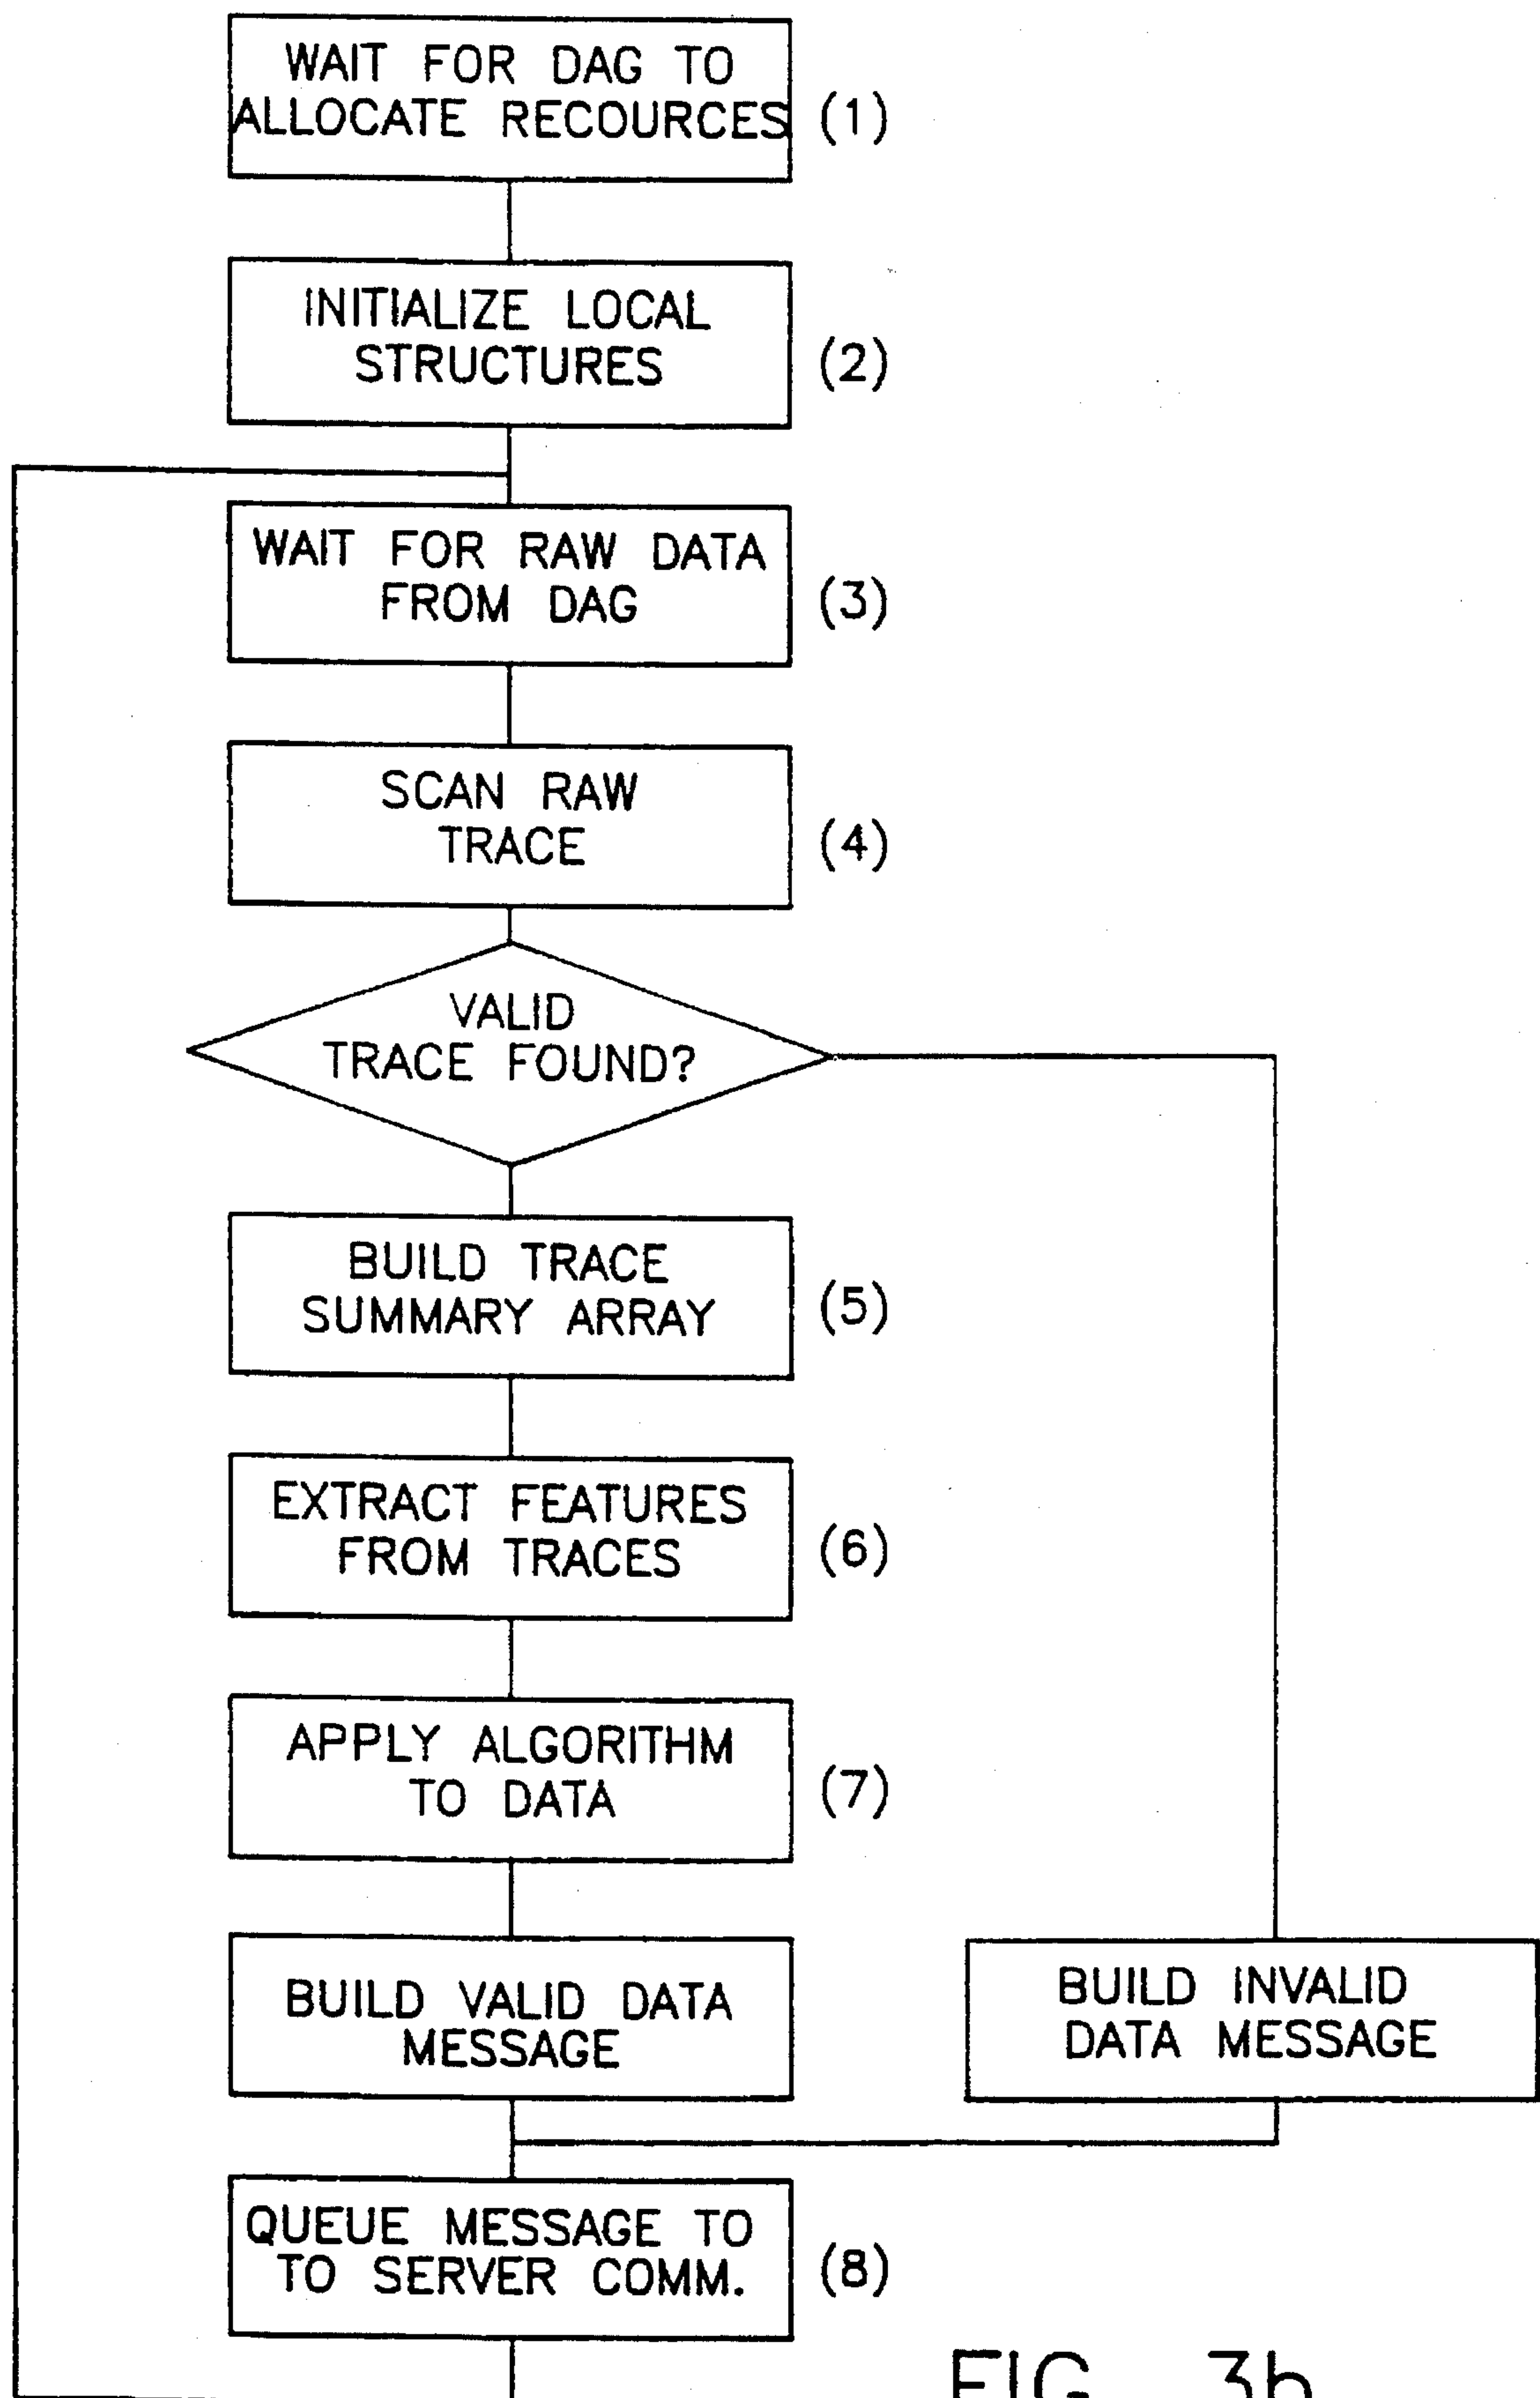 WAIT FOR DAG TO
ALLOCATE RECOURCES
(1)
INITIALIZE LOCAL
STRUCTURES
(2)
WAIT FOR RAW DATA
FROM DAG
(3)
SCAN RAW
TRACE
(4)
VALID
TRACE FOUND?
BUILD TRACE
SUMMARY ARRAY
(5)
EXTRACT FEATURES
FROM TRACES
(6)
APPLY ALGORITHM
TO DATA
(7)
BUILD VALID DATA
MESSAGE
BUILD INVALID
DATA MESSAGE
QUEUE MESSAGE TO
TO SERVER COMM.
(8)
FIG. 3b